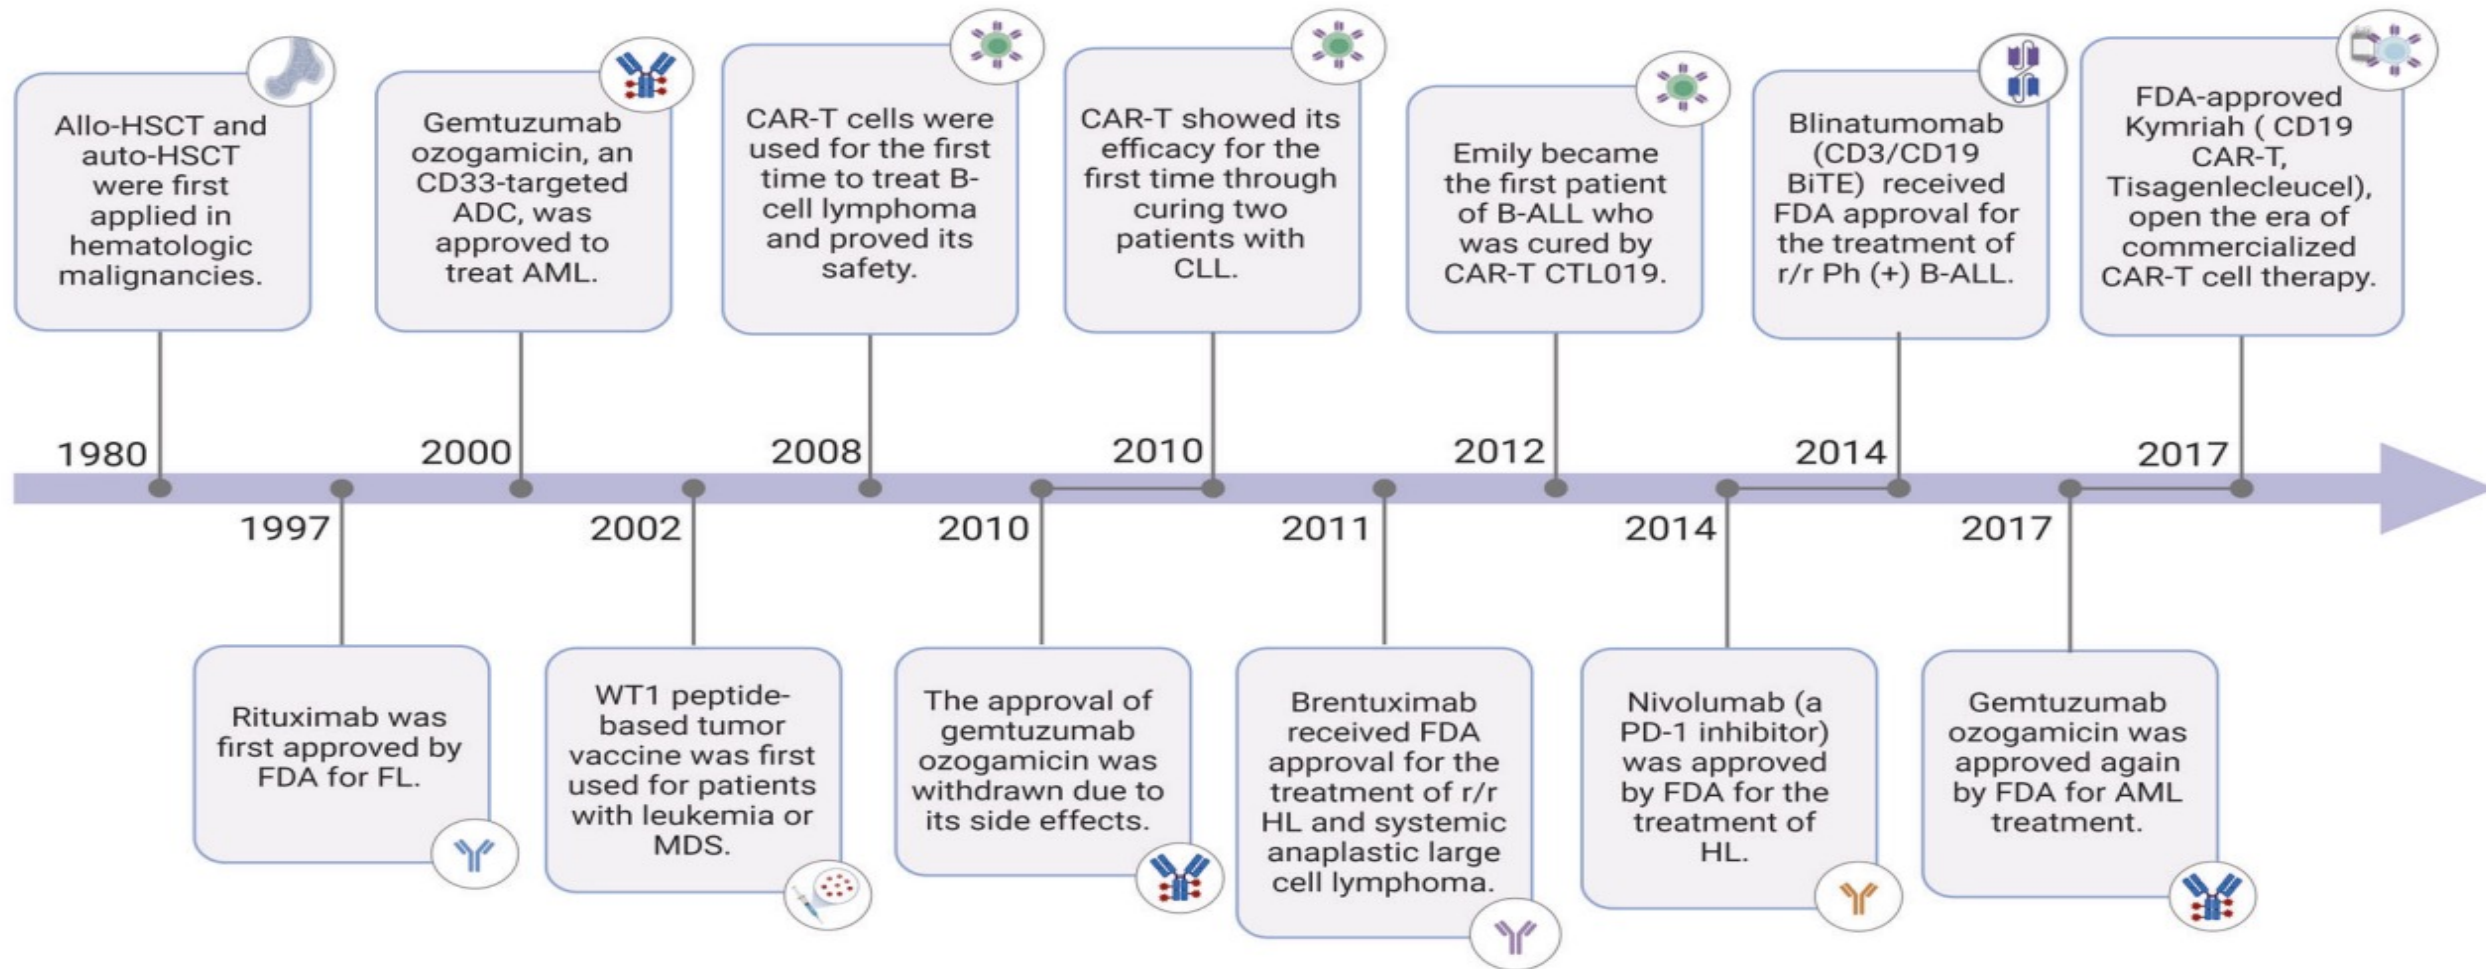 Allo-HSCT and
auto-HSCT
were first
applied in
hematologic
malignancies.
1980
Rituximab was
first approved by
FDA for FL.
1997
Gemtuzumab
ozogamicin, an
CD33-targeted
ADC, was
approved to
treat AML.
2000
WT1 peptide-
based tumor
vaccine was first
used for patients
with leukemia or
MDS.
2002
CAR-T cells were
used for the first
time to treat B-
cell lymphoma
and proved its
safety.
2008
The approval of
gemtuzumab
ozogamicin was
withdrawn due to
its side effects.
2010
CAR-T showed its
efficacy for the
first time through
curing two
patients with
CLL.
2010
Brentuximab
received FDA
approval for the
treatment of r/r
HL and systemic
anaplastic large
cell lymphoma.
2011
Emily became
the first patient
of B-ALL who
was cured by
CAR-T CTL019.
2012
Nivolumab (a
PD-1 inhibitor)
was approved
by FDA for the
treatment of
HL.
2014
Blinatumomab
(CD3/CD19
BiTE) received
FDA approval for
the treatment of
r/r Ph (+) B-ALL.
2014
Gemtuzumab
ozogamicin was
approved again
by FDA for AML
treatment.
2017
FDA-approved
Kymriah ( CD19
CAR-T,
Tisagenlecleucel),
open the era of
commercialized
CAR-T cell therapy.
2017